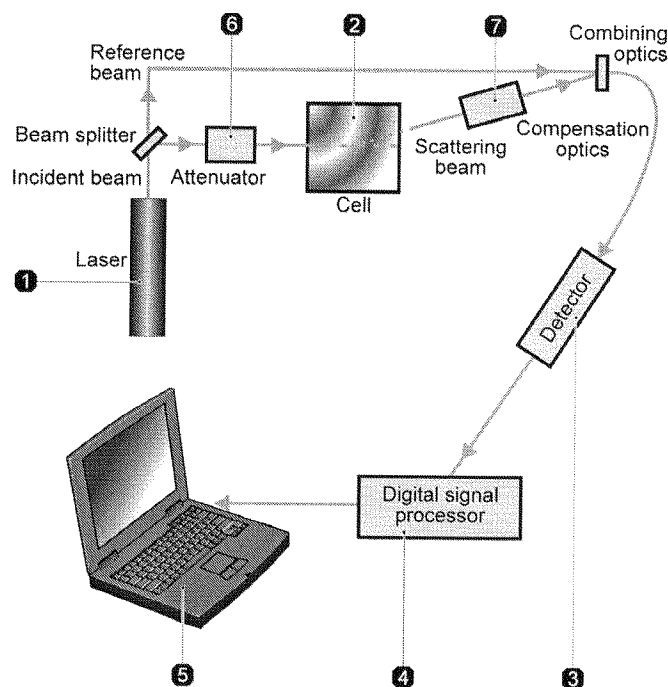 6
2
7
Combining
optics
Reference
beam
Beam splitter
Incident beam
Attenuator
Cell
Scattering
beam
Compensation
optics
Laser
1
Detector
Digital signal
processor
5
4
3